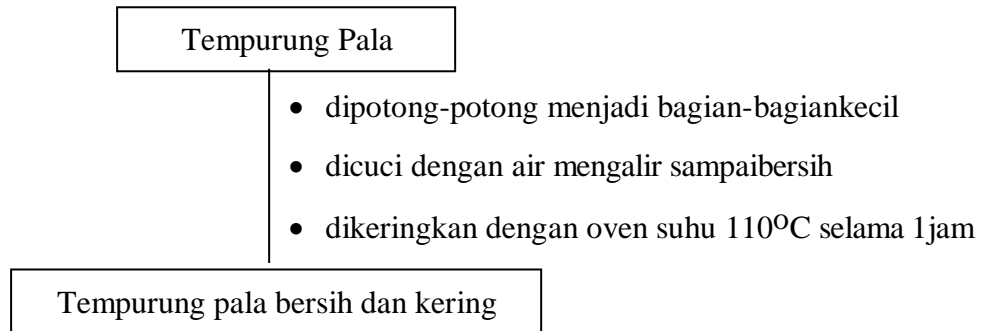 Tempurung Pala
• dipotong-potong menjadi bagian-bagiankecil
• dicuci dengan air mengalir sampaibersih
• dikeringkan dengan oven suhu 110⁰C selama 1jam
Tempurung pala bersih dan kering